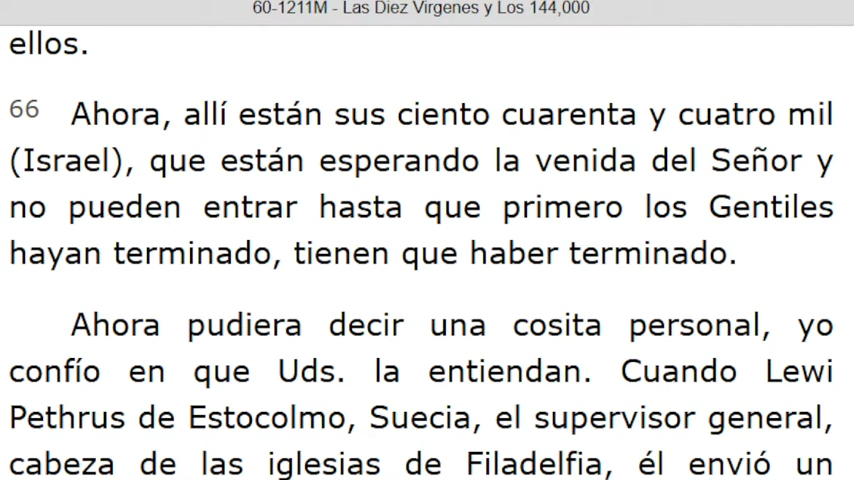 60-1211M - Las Diez Virgenes y Los 144,000
ellos.
66 Ahora, allí están sus ciento cuarenta y cuatro mil
(Israel), que están esperando la venida del Señor y
no pueden entrar hasta que primero los Gentiles
hayan terminado, tienen que haber terminado.
Ahora pudiera decir una cosita personal, yo
confío en que Uds. la entiendan. Cuando Lewi
Pethrus de Estocolmo, Suecia, el supervisor general,
cabeza de las iglesias de Filadelfia, él envió un